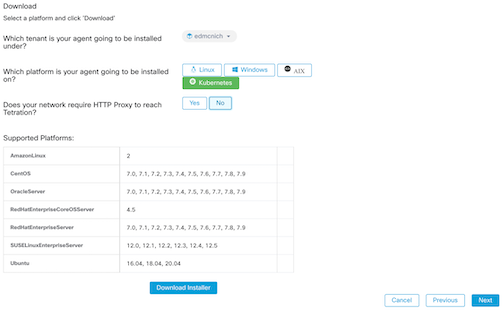 Download
Select a platform and click 'Download'
Which tenant is your agent going to be installed
under?
edmcnich
Which platform is your agent going to be installed
on?
Linux
Windows
AIX
Kubernetes
Does your network require HTTP Proxy to reach
Tetration?
Yes
No
Supported Platforms:
AmazonLinux 2
CentOS 7.0, 7.1, 7.2, 7.3, 7.4, 7.5, 7.6, 7.7, 7.8, 7.9
OracleServer 7.0, 7.1, 7.2, 7.3, 7.4, 7.5, 7.6, 7.7, 7.8, 7.9
RedHatEnterpriseCoreOSServer 4.5
RedHatEnterpriseServer 7.0, 7.1, 7.2, 7.3, 7.4, 7.5, 7.6, 7.7, 7.8, 7.9
SUSELinuxEnterpriseServer 12.0, 12.1, 12.2, 12.3, 12.4, 12.5
Ubuntu 16.04, 18.04, 20.04
Download Installer
Cancel
Previous
Next